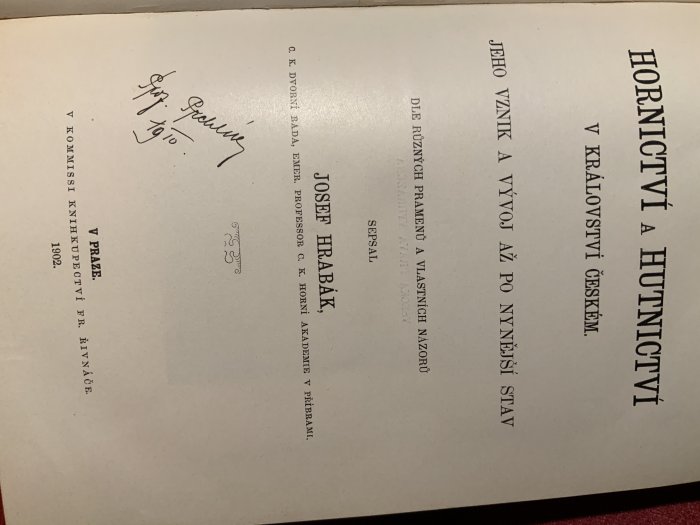 HORNICTVÍ A HUTNICTVÍ
V KRÁLOVSTVÍ ČESKÉM.
JEHO VZNIK A VÝVOJ AŽ PO NYNĚJŠÍ STAV
DLE RŮZNÝCH PRAMENŮ A VLASTNÍCH NÁZORŮ
SEPSAL
JOSEF HRABÁK,
C. K. DVORNÍ RADA, EMER. PROFESSOR C. K. HORNÍ AKADEMIE V PŘÍBRAMI.
1910.
V PRAZE.
V KOMMISSI KNIHKUPECTVÍ FR. ŘIVNÁČE.
1902.